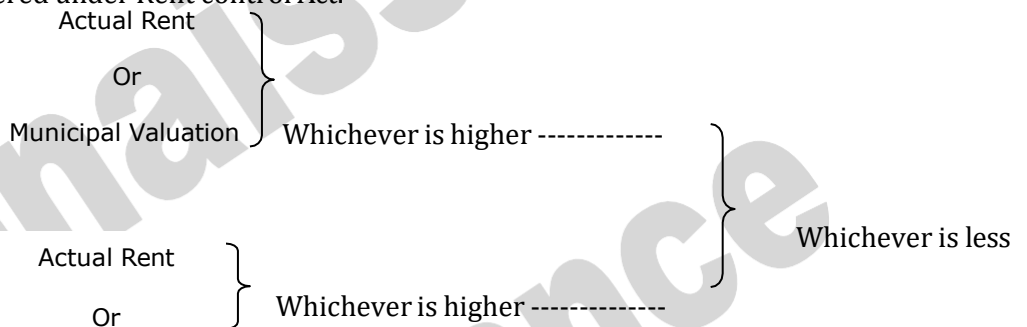 ered under Rent control Act.
Actual Rent
Or
Municipal Valuation Whichever is higher -------------
Whichever is less
Actual Rent
Whichever is higher --------------
Or